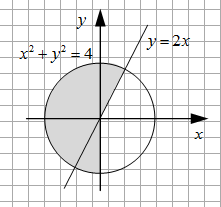 y
x² + y² = 4
y = 2x
x